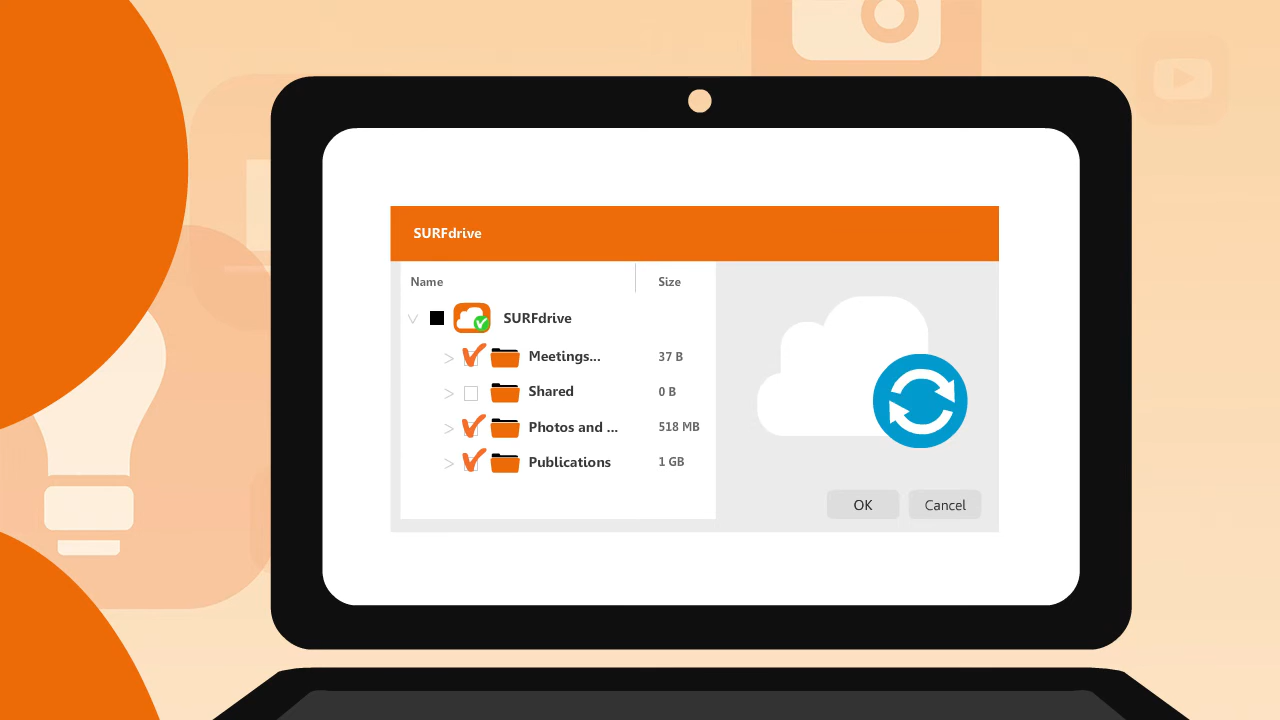 SURFdrive
Name Size
SURFdrive
Meetings... 37 B
Shared 0 B
Photos and ... 518 MB
Publications 1 GB
OK Cancel